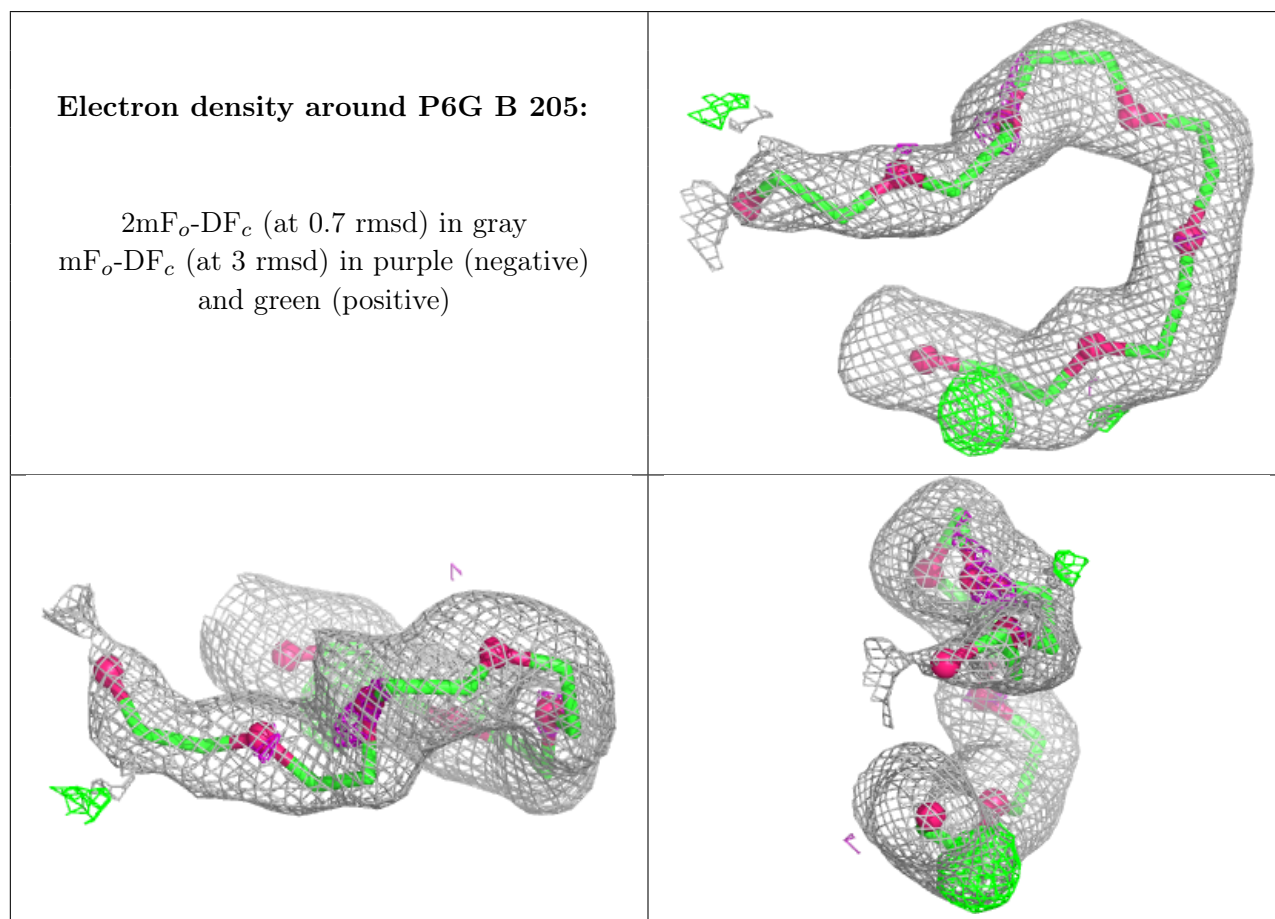 Electron density around P6G B 205:
2mFo-DFc (at 0.7 rmsd) in gray
mFo-DFc (at 3 rmsd) in purple (negative)
and green (positive)